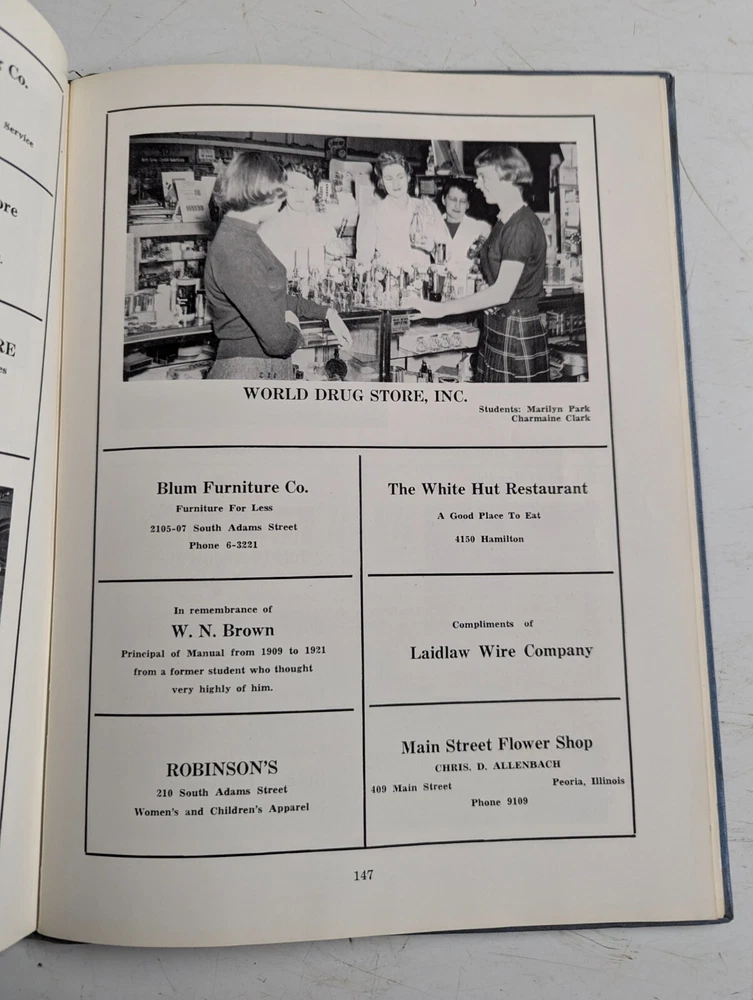 Co.
Service
ore
RE
es
WORLD DRUG STORE, INC.
Students: Marilyn Park
Charmaine Clark
Blum Furniture Co.
Furniture For Less
2105-07 South Adams Street
Phone 6-3221
The White Hut Restaurant
A Good Place To Eat
4150 Hamilton
In remembrance of
W. N. Brown
Principal of Manual from 1909 to 1921
from a former student who thought
very highly of him.
Compliments of
Laidlaw Wire Company
ROBINSON'S
210 South Adams Street
Women's and Children's Apparel
Main Street Flower Shop
CHRIS. D. ALLENBACH
409 Main Street Peoria, Illinois
Phone 9109
147